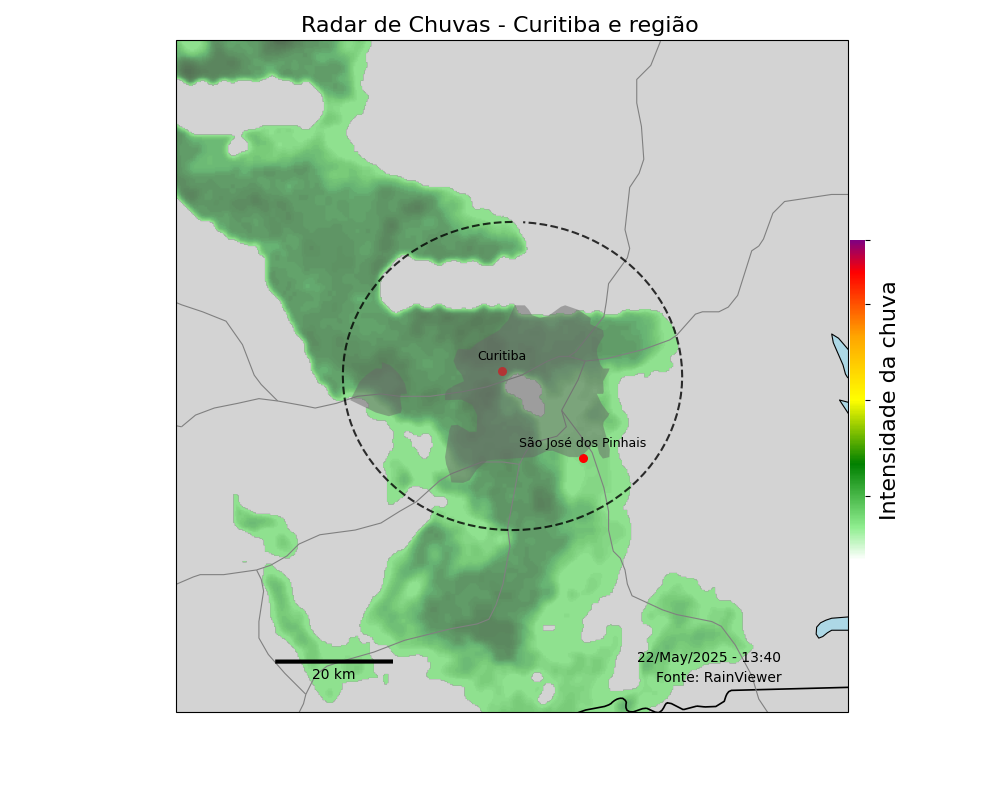 Radar de Chuvas - Curitiba e região
Curitiba
São José dos Pinhais
Intensidade da chuva
22/May/2025 - 13:40
Fonte: RainViewer
20 km